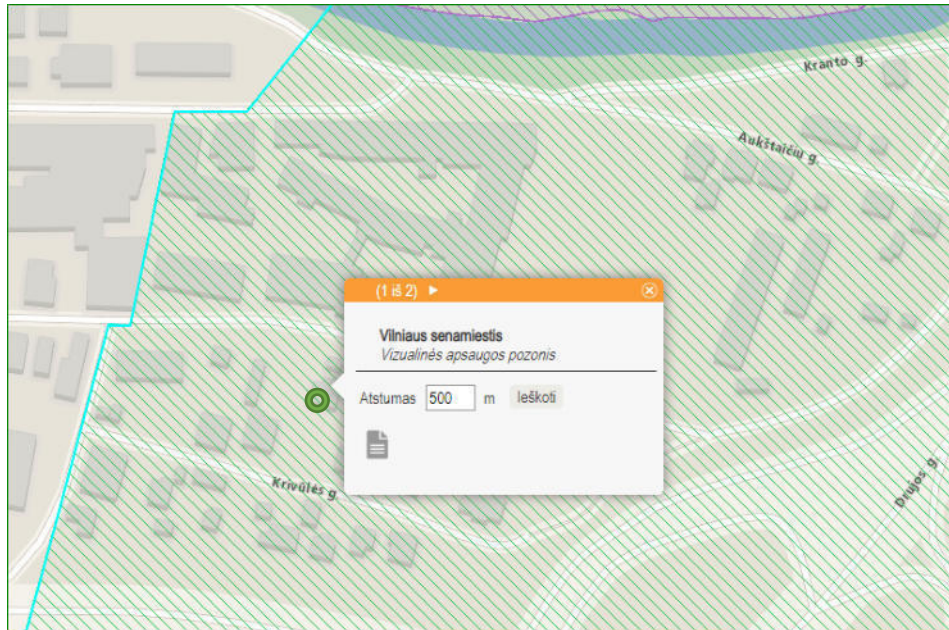 Kranto g.
Aukštaičių g.
(1 iš 2)
Vilniaus senamiestis
Vizualinės apsaugos pozonis
Atstumas 500 m Ieškoti
Krivūlės g.
Drujos g.